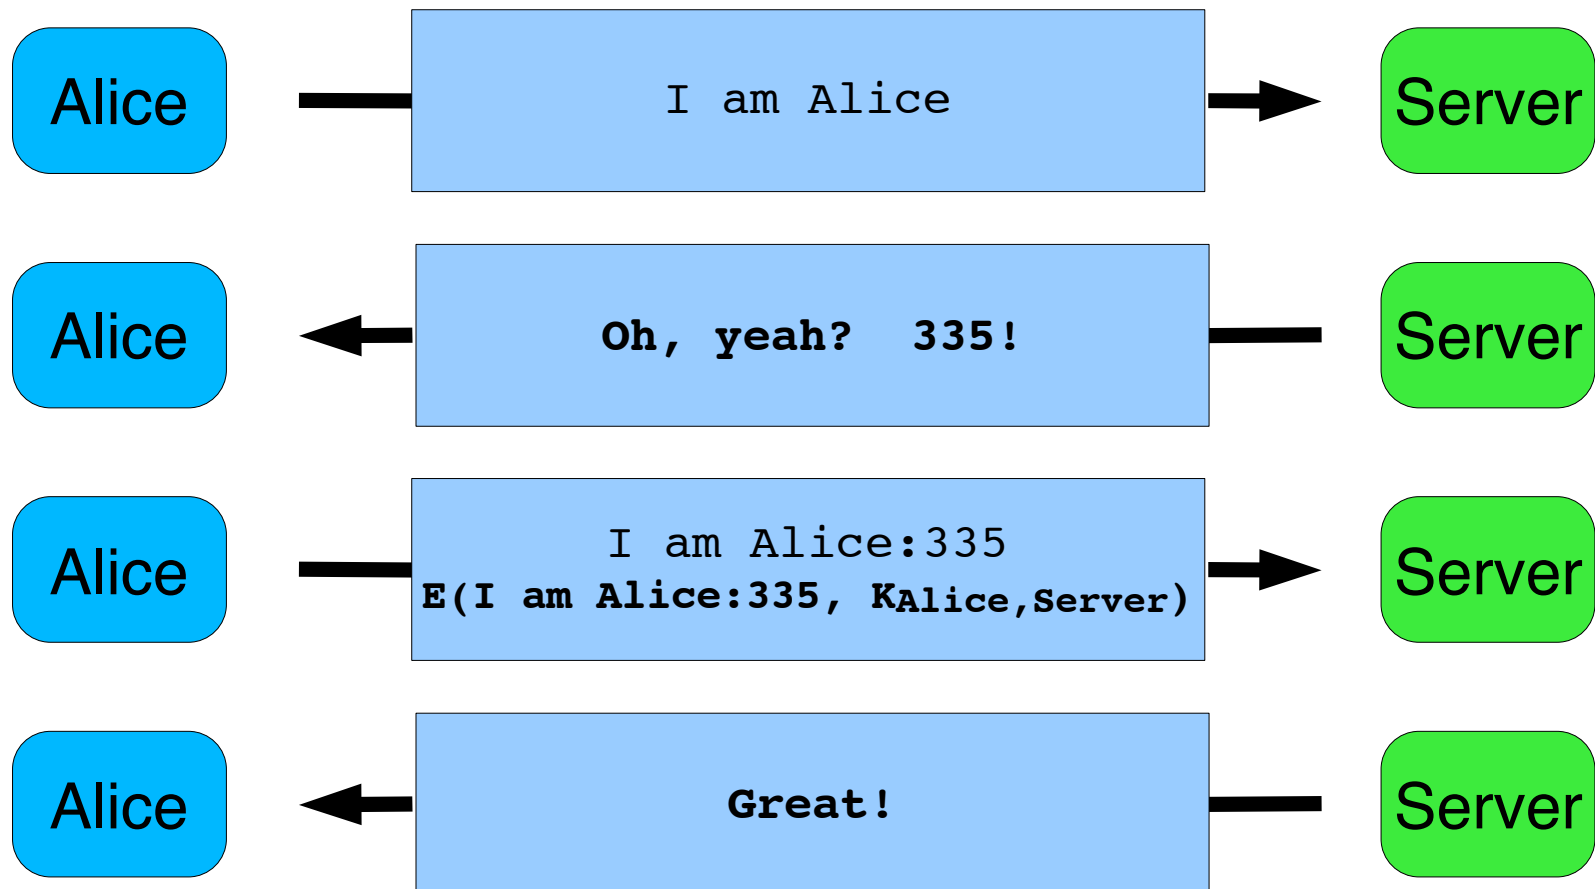 Alice
I am Alice
Server
Alice
Oh, yeah?  335!
Server
Alice
I am Alice:335
E(I am Alice:335, KAlice,Server)
Server
Alice
Great!
Server